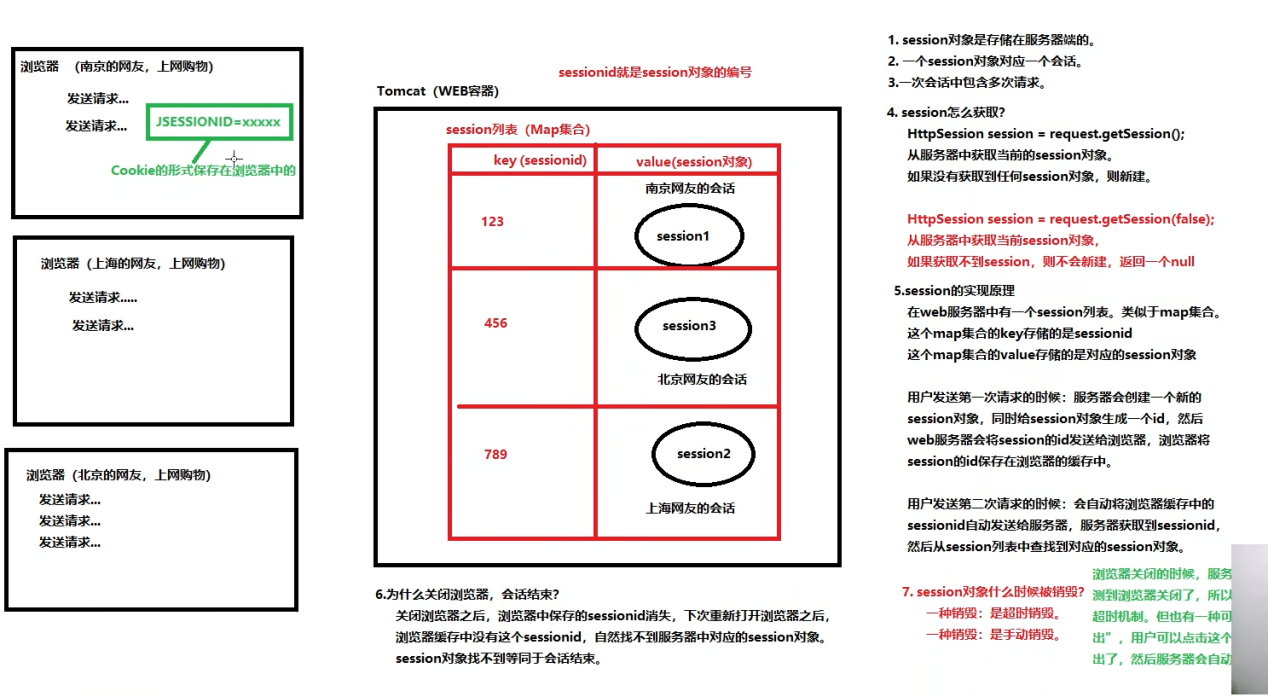 浏览器 （南京的网友，上网购物)
发送请求...
发送请求...
JSESSIONID=xxxxx
Cookie的形式保存在浏览器中的
浏览器（上海的网友，上网购物)
发送请求.....
发送请求...
浏览器（北京的网友，上网购物)
发送请求...
发送请求...
发送请求...
sessionid就是session对象的编号
Tomcat（WEB容器)
session列表（Map集合)
key (sessionid)
value(session对象)
南京网友的会话
123
session1
456
session3
北京网友的会话
789
session2
上海网友的会话
6.为什么关闭浏览器，会话结束?
关闭浏览器之后，浏览器中保存的sessionid消失，下次重新打开浏览器之后，
浏览器缓存中没有这个sessionid，自然找不到服务器中对应的session对象。
session对象找不到等同于会话结束。
1. session对象是存储在服务器端的。
2. 一个session对象对应一个会话。
3.一次会话中包含多次请求。
4. session怎么获取?
HttpSession session = request.getSession();
从服务器中获取当前的session对象。
如果没有获取到任何session对象，则新建。
HttpSession session = request.getSession(false);
从服务器中获取当前session对象，
如果获取不到session，则不会新建，返回一个null
5.session的实现原理
在web服务器中有一个session列表。类似于map集合。
这个map集合的key存储的是sessionid
这个map集合的value存储的是对应的session对象
用户发送第一次请求的时候：服务器会创建一个新的
session对象，同时给session对象生成一个id，然后
web服务器会将session的id发送给浏览器，浏览器将
session的id保存在浏览器的缓存中。
用户发送第二次请求的时候：会自动将浏览器缓存中的
sessionid自动发送给服务器，服务器获取到sessionid，
然后从session列表中查找到对应的session对象。
7. session对象什么时候被销毁?
一种销毁：是超时销毁。
一种销毁：是手动销毁。
浏览器关闭的时候，服务
测到浏览器关闭了，所以
超时机制。但也有一种可
出”，用户可以点击这个
出了，然后服务器会自动